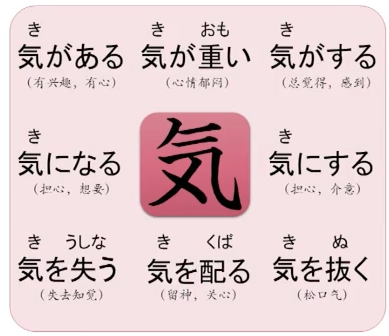 き おも き
気がある 気が重い 気がする
(有兴趣，有心) (心情郁闷) (总觉得，感到)
き き
気になる 気 気にする
(担心，想要) (担心，介意)
き うしな き くば き ぬ
気を失う 気を配る 気を抜く
(失去知觉) (留神，关心) (松口气)